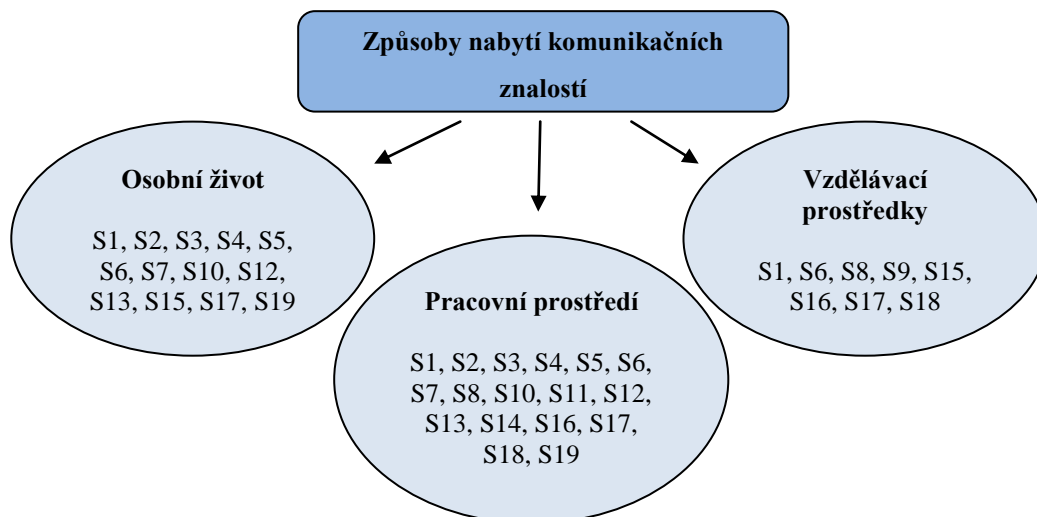 Způsoby nabytí komunikačních
znalostí
Osobní život
S1, S2, S3, S4, S5,
S6, S7, S10, S12,
S13, S15, S17, S19
Pracovní prostředí
S1, S2, S3, S4, S5, S6,
S7, S8, S10, S11, S12,
S13, S14, S16, S17,
S18, S19
Vzdělávací
prostředky
S1, S6, S8, S9, S15,
S16, S17, S18